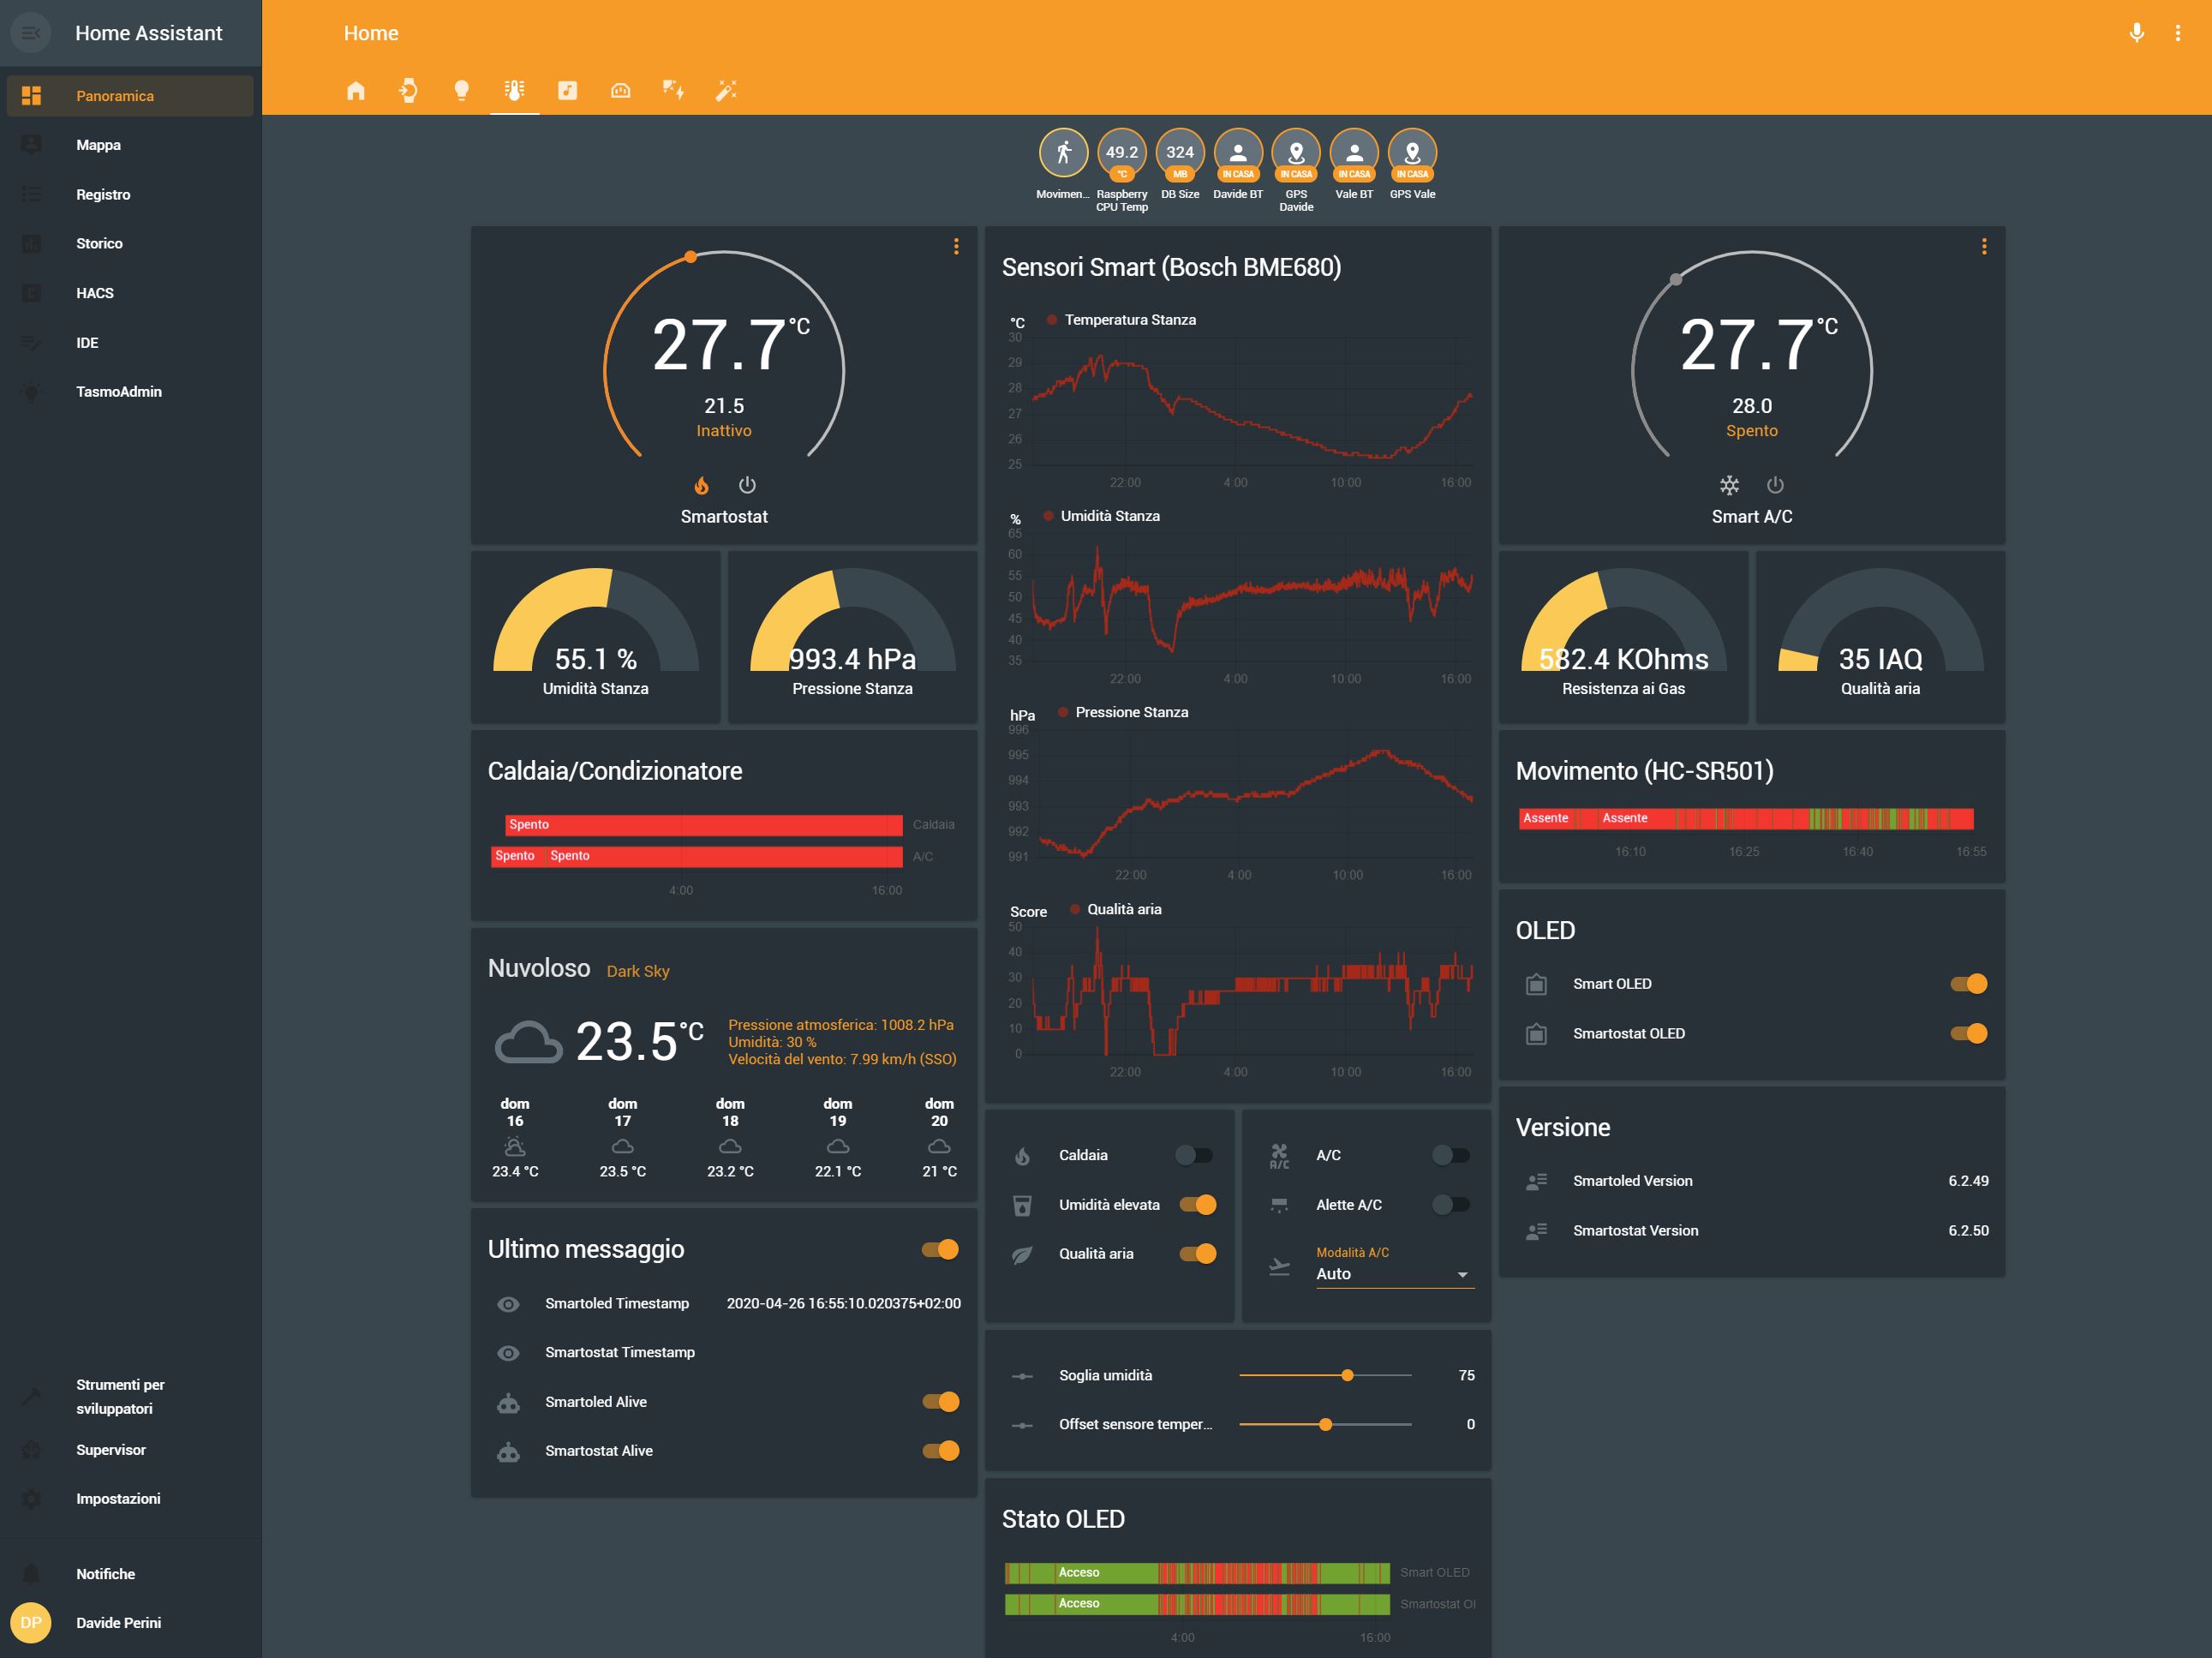 Home Assistant
Panoramica
Mappa
Registro
Storico
HACS
IDE
TasmoAdmin
Strumenti per
sviluppatori
Supervisor
Impostazioni
Notifiche
DP
Davide Perini
Home
Movimen...
49.2
°C
Raspberry
CPU Temp
324
MB
DB Size
IN CASA
Davide BT
IN CASA
GPS
Davide
IN CASA
Vale BT
IN CASA
GPS Vale
27.7 °C
21.5
Inattivo
Smartostat
55.1 %
Umidità Stanza
993.4 hPa
Pressione Stanza
Caldaia/Condizionatore
Spento
Caldaia
Spento Spento
A/C
4:00 16:00
Nuvoloso Dark Sky
23.5 °C
Pressione atmosferica: 1008.2 hPa
Umidità: 30 %
Velocità del vento: 7.99 km/h (SSO)
dom dom dom dom dom
16 17 18 19 20
23.4 °C 23.5 °C 23.2 °C 22.1 °C 21 °C
Ultimo messaggio
Smartoled Timestamp 2020-04-26 16:55:10.020375+02:00
Smartostat Timestamp
Smartoled Alive
Smartostat Alive
Sensori Smart (Bosch BME680)
°C Temperatura Stanza
30
29
28
27
26
25
22:00 4:00 10:00 16:00
% Umidità Stanza
65
60
55
50
45
40
35
22:00 4:00 10:00 16:00
hPa Pressione Stanza
996
995
994
993
992
991
22:00 4:00 10:00 16:00
Score Qualità aria
50
40
30
20
10
0
22:00 4:00 10:00 16:00
Caldaia
Umidità elevata
Qualità aria
A/C
A/C
Alette A/C
Modalità A/C
Auto
Soglia umidità 75
Offset sensore temper... 0
Stato OLED
Acceso Smart OLED
Acceso Smartostat Ol
4:00 16:00
27.7 °C
28.0
Spento
Smart A/C
582.4 KOhms
Resistenza ai Gas
35 IAQ
Qualità aria
Movimento (HC-SR501)
Assente Assente
16:10 16:25 16:40 16:55
OLED
Smart OLED
Smartostat OLED
Versione
Smartoled Version 6.2.49
Smartostat Version 6.2.50